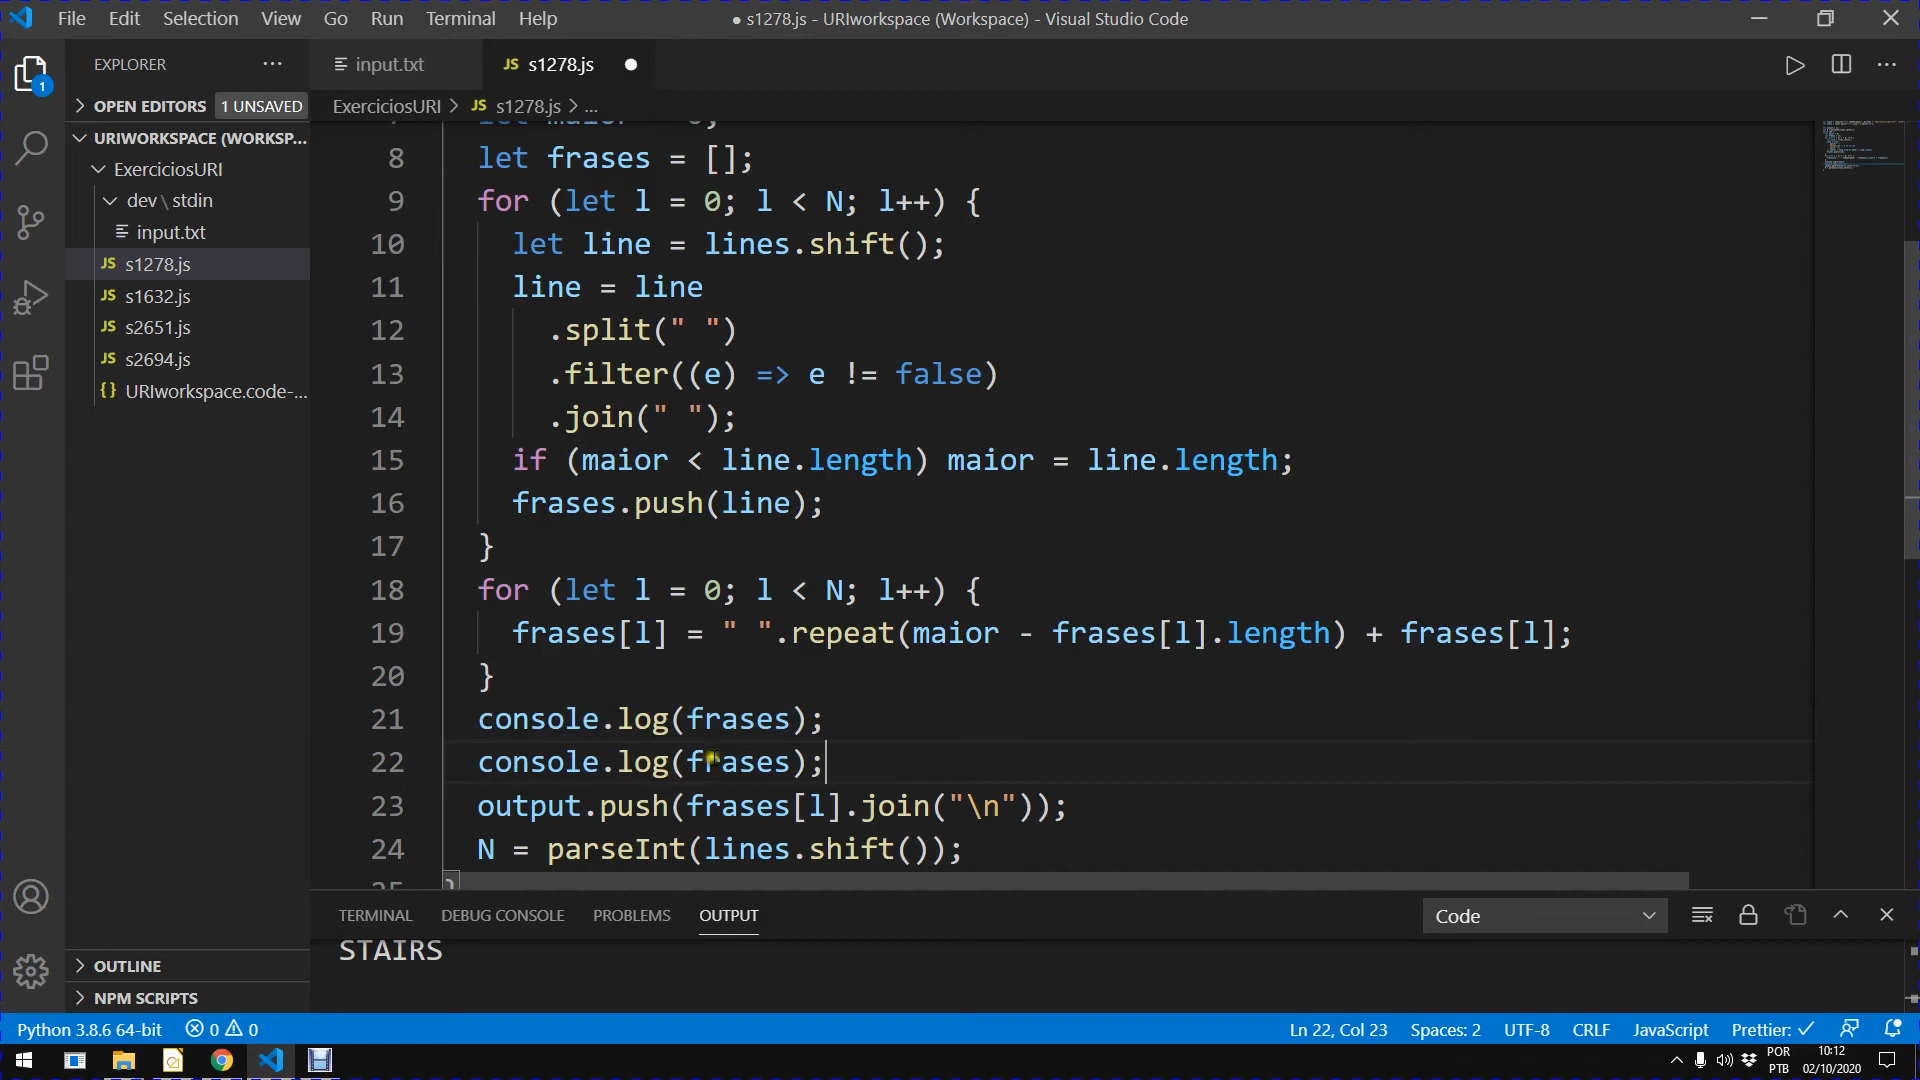 File Edit Selection View Go Run Terminal Help
● s1278.js - URIworkspace (Workspace) - Visual Studio Code
EXPLORER
input.txt
JS s1278.js
1
OPEN EDITORS 1 UNSAVED
ExerciciosURI > JS s1278.js > ...
URIWORKSPACE (WORKSP...
ExerciciosURI
dev \ stdin
input.txt
JS s1278.js
JS s1632.js
JS s2651.js
JS s2694.js
{} URIworkspace.code-...
8 let frases = [];
9 for (let l = 0; l < N; l++) {
10 let line = lines.shift();
11 line = line
12 .split(" ")
13 .filter((e) => e != false)
14 .join(" ");
15 if (maior < line.length) maior = line.length;
16 frases.push(line);
17 }
18 for (let l = 0; l < N; l++) {
19 frases[l] = " ".repeat(maior - frases[l].length) + frases[l];
20 }
21 console.log(frases);
22 console.log(frases);
23 output.push(frases[l].join("\n"));
24 N = parseInt(lines.shift());
TERMINAL DEBUG CONSOLE PROBLEMS OUTPUT
Code
STAIRS
OUTLINE
NPM SCRIPTS
Python 3.8.6 64-bit 0 0
Ln 22, Col 23 Spaces: 2 UTF-8 CRLF JavaScript Prettier: ✓
POR
PTB
10:12
02/10/2020